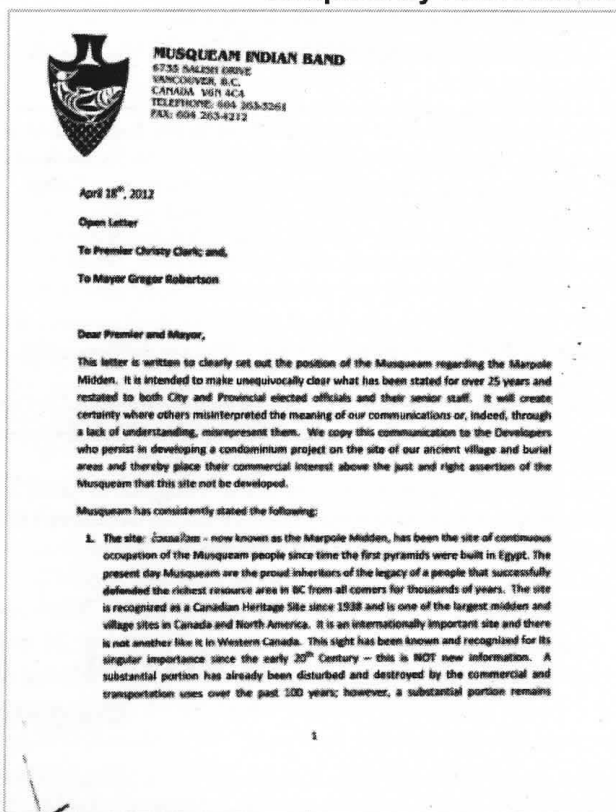 MUSQUEAM INDIAN BAND
6735 SALISH DRIVE
VANCOUVER, B.C.
CANADA V6N 4C4
TELEPHONE: 604 263-3261
FAX: 604 263-4212
April 18th, 2012
Open Letter
To Premier Christy Clark; and,
To Mayor Gregor Robertson
Dear Premier and Mayor,
This letter is written to clearly set out the position of the Musqueam regarding the Marpole
Midden. It is intended to make unequivocally clear what has been stated for over 25 years and
restated to both City and Provincial elected officials and their senior staff. It will create
certainty where others misinterpreted the meaning of our communications or, indeed, through
a lack of understanding, misrepresent them. We copy this communication to the Developers
who persist in developing a condominium project on the site of our ancient village and burial
areas and thereby place their commercial interest above the just and right assertion of the
Musqueam that this site not be developed.
Musqueam has consistently stated the following:
1. The site: - now known as the Marpole Midden, has been the site of continuous
occupation of the Musqueam people since time the first pyramids were built in Egypt. The
present day Musqueam are the proud inheritors of the legacy of a people that successfully
defended the richest resource area in BC from all comers for thousands of years. The site
is recognized as a Canadian Heritage Site since 1938 and is one of the largest midden and
village sites in Canada and North America. It is an internationally important site and there
is not another like it in Western Canada. This sight has been known and recognized for its
singular importance since the early 20th Century – this is NOT new information. A
substantial portion has already been disturbed and destroyed by the commercial and
transportation uses over the past 100 years; however, a substantial portion remains
1